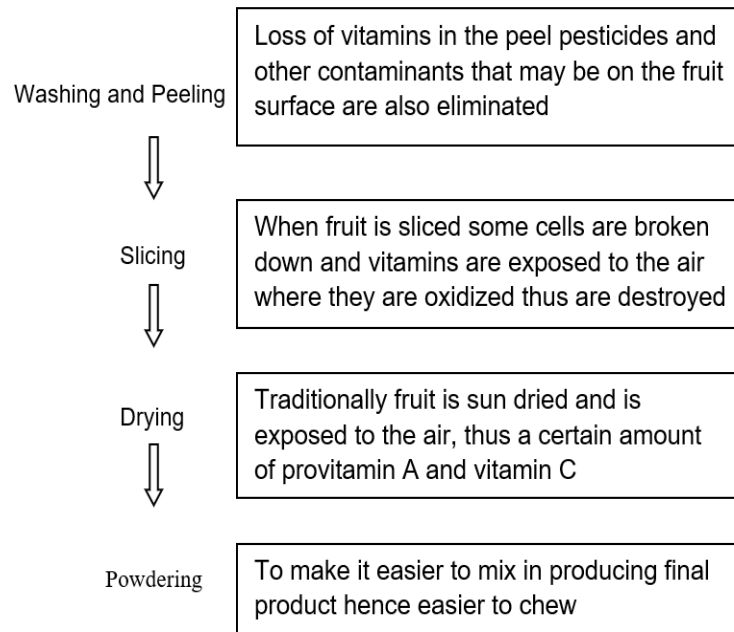 Washing and Peeling
Loss of vitamins in the peel pesticides and
other contaminants that may be on the fruit
surface are also eliminated
Slicing
When fruit is sliced some cells are broken
down and vitamins are exposed to the air
where they are oxidized thus are destroyed
Drying
Traditionally fruit is sun dried and is
exposed to the air, thus a certain amount
of provitamin A and vitamin C
Powdering
To make it easier to mix in producing final
product hence easier to chew